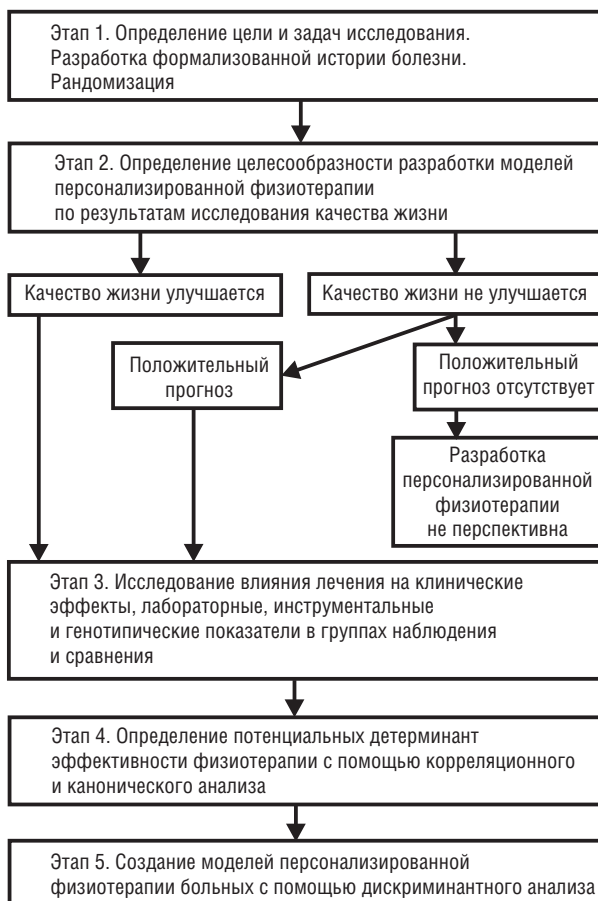 Этап 1. Определение цели и задач исследования.
Разработка формализованной истории болезни.
Рандомизация
Этап 2. Определение целесообразности разработки моделей
персонализированной физиотерапии
по результатам исследования качества жизни
Качество жизни улучшается
Качество жизни не улучшается
Положительный
прогноз
Положительный
прогноз отсутствует
Разработка
персонализированной
физиотерапии
не перспективна
Этап 3. Исследование влияния лечения на клинические
эффекты, лабораторные, инструментальные
и генотипические показатели в группах наблюдения
и сравнения
Этап 4. Определение потенциальных детерминант
эффективности физиотерапии с помощью корреляционного
и канонического анализа
Этап 5. Создание моделей персонализированной
физиотерапии больных с помощью дискриминантного анализа